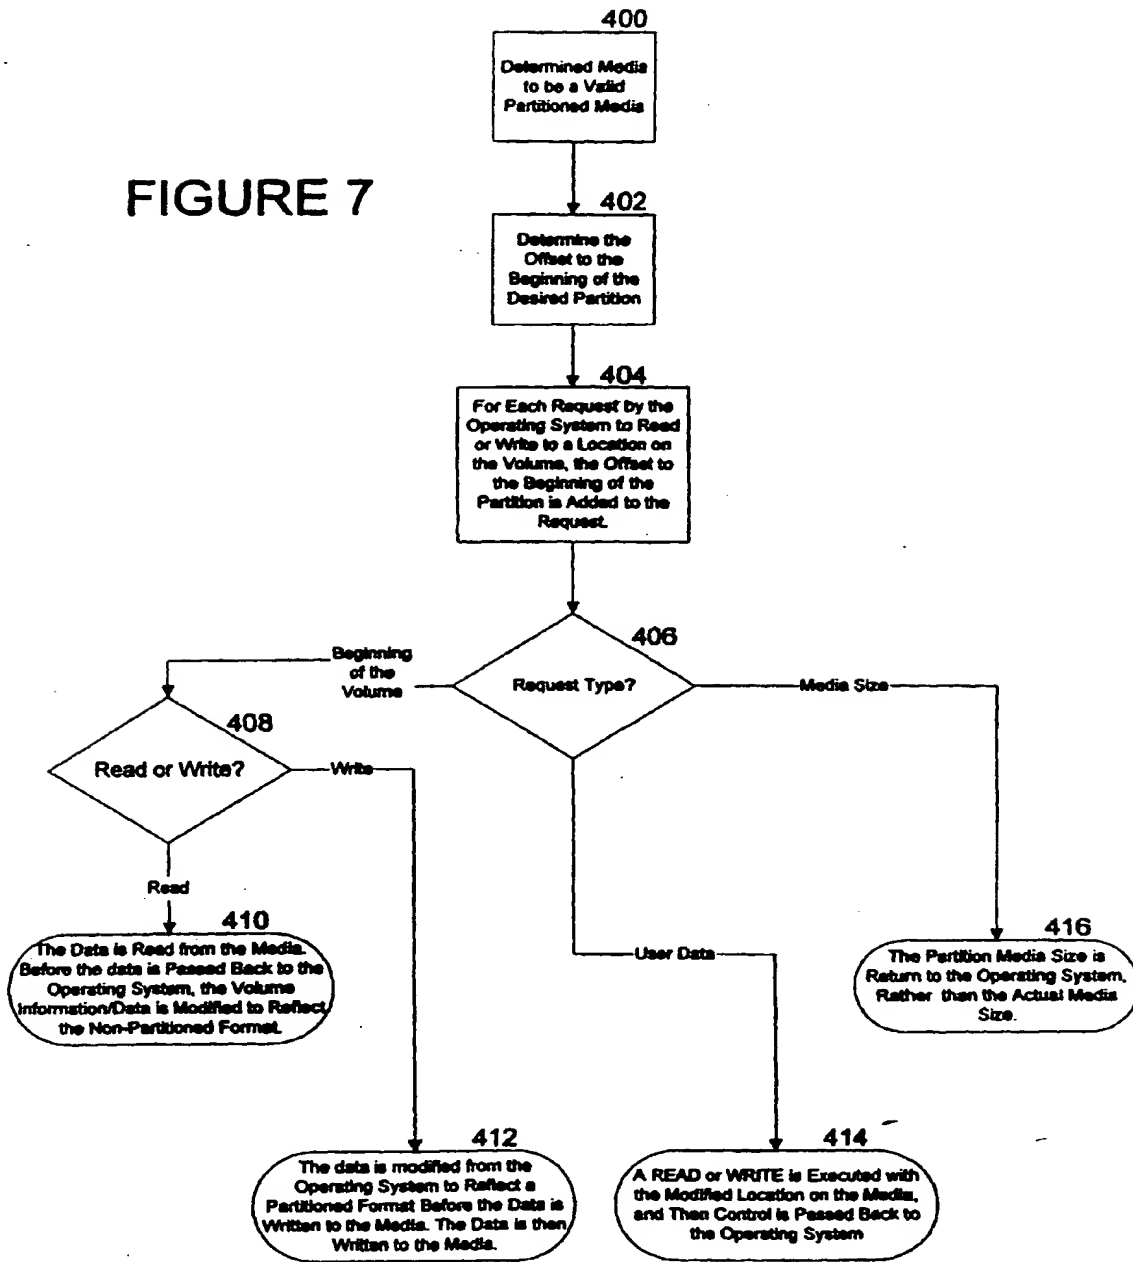 400
Determined Media
to be a Valid
Partitioned Media
FIGURE 7
402
Determine the
Offset to the
Beginning of the
Desired Partition
404
For Each Request by the
Operating System to Read
or Write to a Location on
the Volume, the Offset to
the Beginning of the
Partition is Added to the
Request.
406
Request Type?
Beginning
of the
Volume
Media Size
408
Read or Write?
Write
Read
User Data
410
The Data is Read from the Media.
Before the data is Passed Back to the
Operating System, the Volume
Information/Data is Modified to Reflect
the Non-Partitioned Format.
416
The Partition Media Size is
Return to the Operating System,
Rather than the Actual Media
Size.
412
The data is modified from the
Operating System to Reflect a
Partitioned Format Before the Data is
Written to the Media. The Data is then
Written to the Media.
414
A READ or WRITE is Executed with
the Modified Location on the Media,
and Then Control is Passed Back to
the Operating System